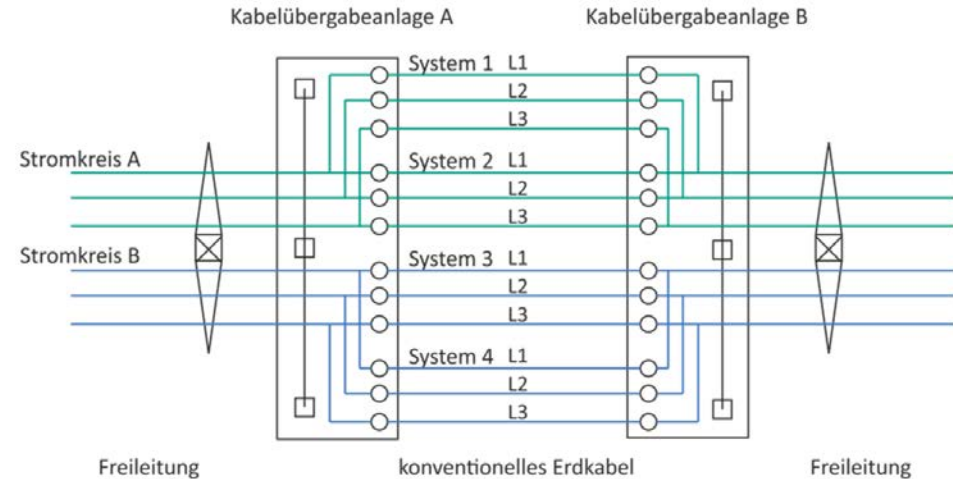 Kabelübergabeanlage A
Kabelübergabeanlage B
System 1 L1
L2
L3
Stromkreis A
System 2 L1
L2
L3
Stromkreis B
System 3 L1
L2
L3
System 4 L1
L2
L3
Freileitung
konventionelles Erdkabel
Freileitung